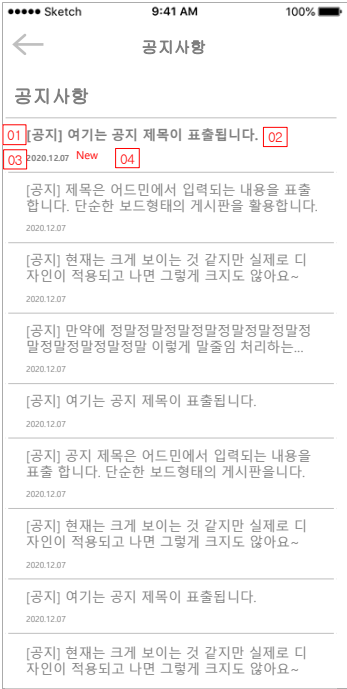 Sketch 9:41 AM 100%
공지사항
공지사항
01 [공지] 여기는 공지 제목이 표출됩니다. 02
03 2020.12.07 New 04
[공지] 제목은 어드민에서 입력되는 내용을 표출
합니다. 단순한 보드형태의 게시판을 활용합니다.
2020.12.07
[공지] 현재는 크게 보이는 것 같지만 실제로 디
자인이 적용되고 나면 그렇게 크지도 않아요~
2020.12.07
[공지] 만약에 정말정말정말정말정말정말정말정
말정말정말정말정말 이렇게 말줄임 처리하는...
2020.12.07
[공지] 여기는 공지 제목이 표출됩니다.
2020.12.07
[공지] 공지 제목은 어드민에서 입력되는 내용을
표출 합니다. 단순한 보드형태의 게시판을니다.
2020.12.07
[공지] 현재는 크게 보이는 것 같지만 실제로 디
자인이 적용되고 나면 그렇게 크지도 않아요~
2020.12.07
[공지] 여기는 공지 제목이 표출됩니다.
2020.12.07
[공지] 현재는 크게 보이는 것 같지만 실제로 디
자인이 적용되고 나면 그렇게 크지도 않아요~